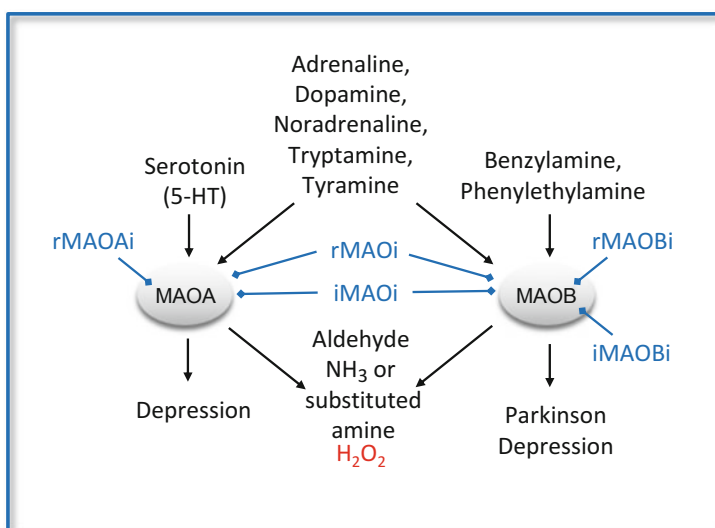 Adrenaline,
Dopamine,
Noradrenaline,
Tryptamine,
Tyramine
Serotonin
(5-HT)
Benzylamine,
Phenylethylamine
rMAOAi
rMAOi
rMAOBi
MAOA
iMAOi
MAOB
iMAOBi
Aldehyde
NH₃ or
substituted
amine
H₂O₂
Depression
Parkinson
Depression